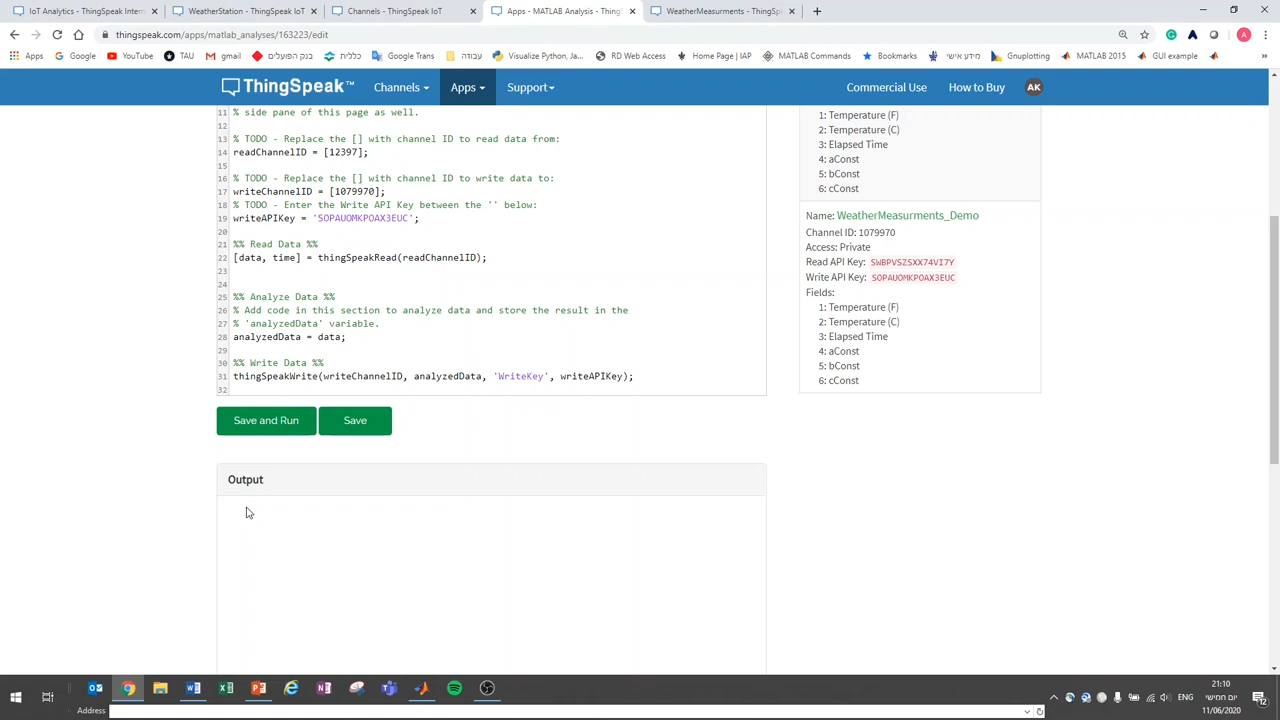 IoT Analytics - ThingSpeak Intern
WeatherStation - ThingSpeak IoT
Channels - ThingSpeak IoT
Apps - MATLAB Analysis - Thing
WeatherMeasurments - ThingSp
thingspeak.com/apps/matlab_analyses/163223/edit
Apps
Google
YouTube
TAU
gmail
בנק הפועלים
כללית
Google Trans
עבודה
Visualize Python, Ja
RD Web Access
Home Page | IAP
MATLAB Commands
Bookmarks
מידע אישי
Gnuplotting
MATLAB 2015
GUI example
ThingSpeak™
Channels
Apps
Support
Commercial Use
How to Buy
AK
11 % side pane of this page as well.
12
13 % TODO - Replace the [] with channel ID to read data from:
14 readChannelID = [12397];
15
16 % TODO - Replace the [] with channel ID to write data to:
17 writeChannelID = [1079970];
18 % TODO - Enter the Write API Key between the '' below:
19 writeAPIKey = 'SOPAUOMKPOAX3EUC';
20
21 %% Read Data %%
22 [data, time] = thingSpeakRead(readChannelID);
23
24
25 %% Analyze Data %%
26 % Add code in this section to analyze data and store the result in the
27 % 'analyzedData' variable.
28 analyzedData = data;
29
30 %% Write Data %%
31 thingSpeakWrite(writeChannelID, analyzedData, 'WriteKey', writeAPIKey);
32
Save and Run
Save
Output
1: Temperature (F)
2: Temperature (C)
3: Elapsed Time
4: aConst
5: bConst
6: cConst
Name: WeatherMeasurments_Demo
Channel ID: 1079970
Access: Private
Read API Key: SWBPVSZSXX74VI7Y
Write API Key: SOPAUOMKPOAX3EUC
Fields:
1: Temperature (F)
2: Temperature (C)
3: Elapsed Time
4: aConst
5: bConst
6: cConst
Address
ENG
21:10
יום חמישי
11/06/2020
12